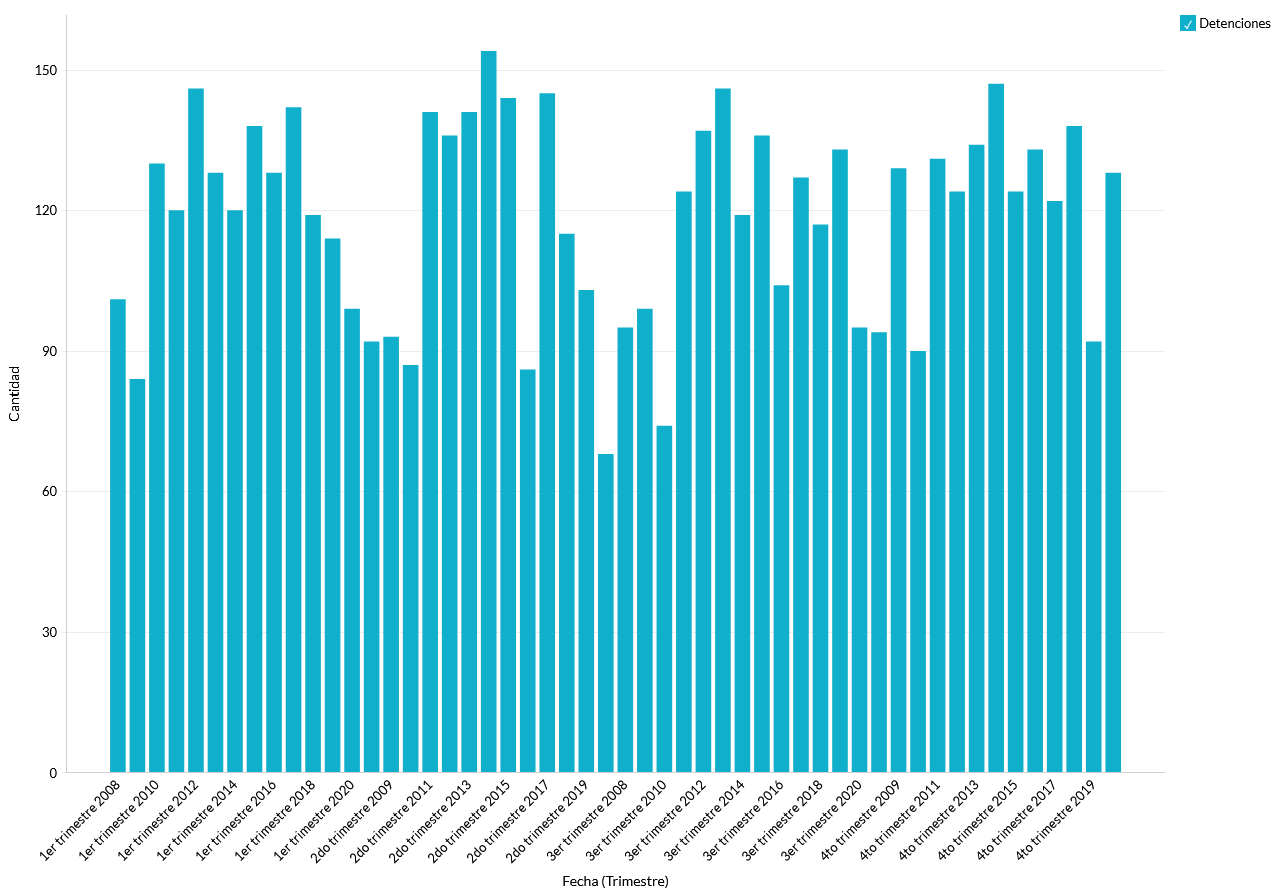 Detenciones
150
120
90
60
30
0
Cantidad
1er trimestre 2008
1er trimestre 2010
1er trimestre 2012
1er trimestre 2014
1er trimestre 2016
1er trimestre 2018
1er trimestre 2020
2do trimestre 2009
2do trimestre 2011
2do trimestre 2013
2do trimestre 2015
2do trimestre 2017
2do trimestre 2019
3er trimestre 2008
3er trimestre 2010
3er trimestre 2012
3er trimestre 2014
3er trimestre 2016
3er trimestre 2018
3er trimestre 2020
4to trimestre 2009
4to trimestre 2011
4to trimestre 2013
4to trimestre 2015
4to trimestre 2017
4to trimestre 2019
Fecha (Trimestre)